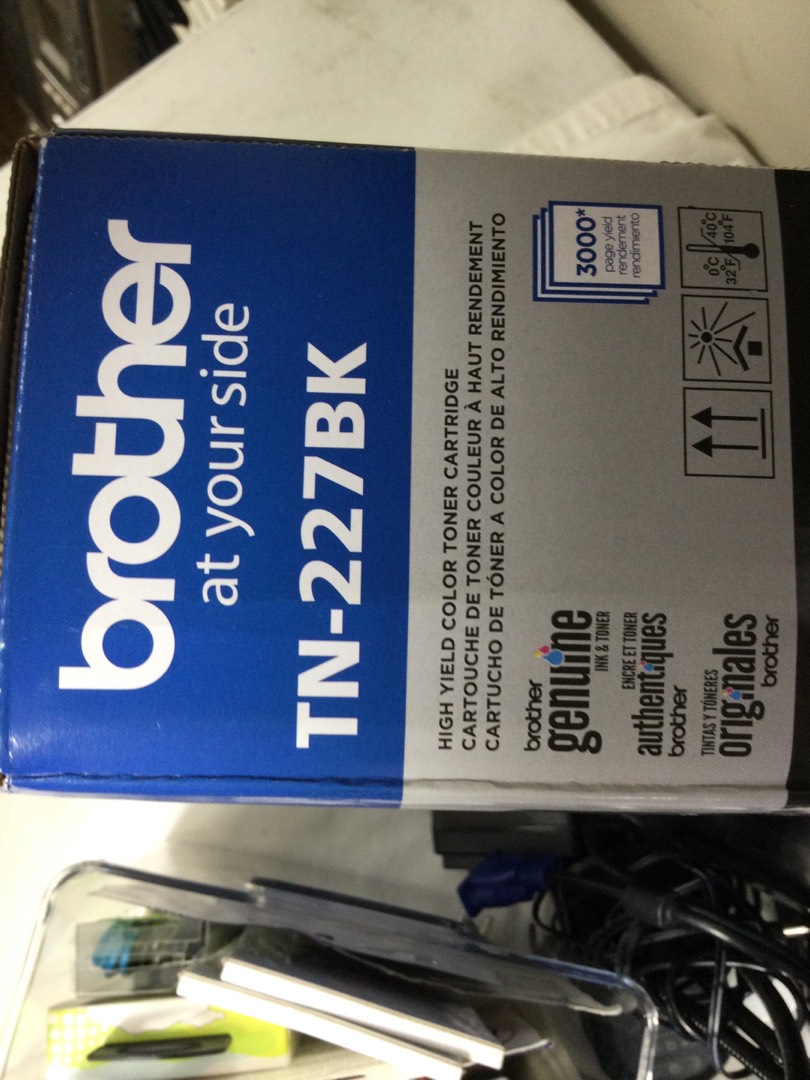 brother
at your side
TN-227BK
HIGH YIELD COLOR TONER CARTRIDGE
CARTOUCHE DE TONER COULEUR À HAUT RENDEMENT
CARTUCHO DE TÓNER A COLOR DE ALTO RENDIMIENTO
brother
genuine
INK & TONER
ENCRE ET TONER
authentiques
brother
TINTAS Y TÓNERES
originales
brother
3000*
page yield
rendement
rendimiento
0°C
32°F
40°C
104°F